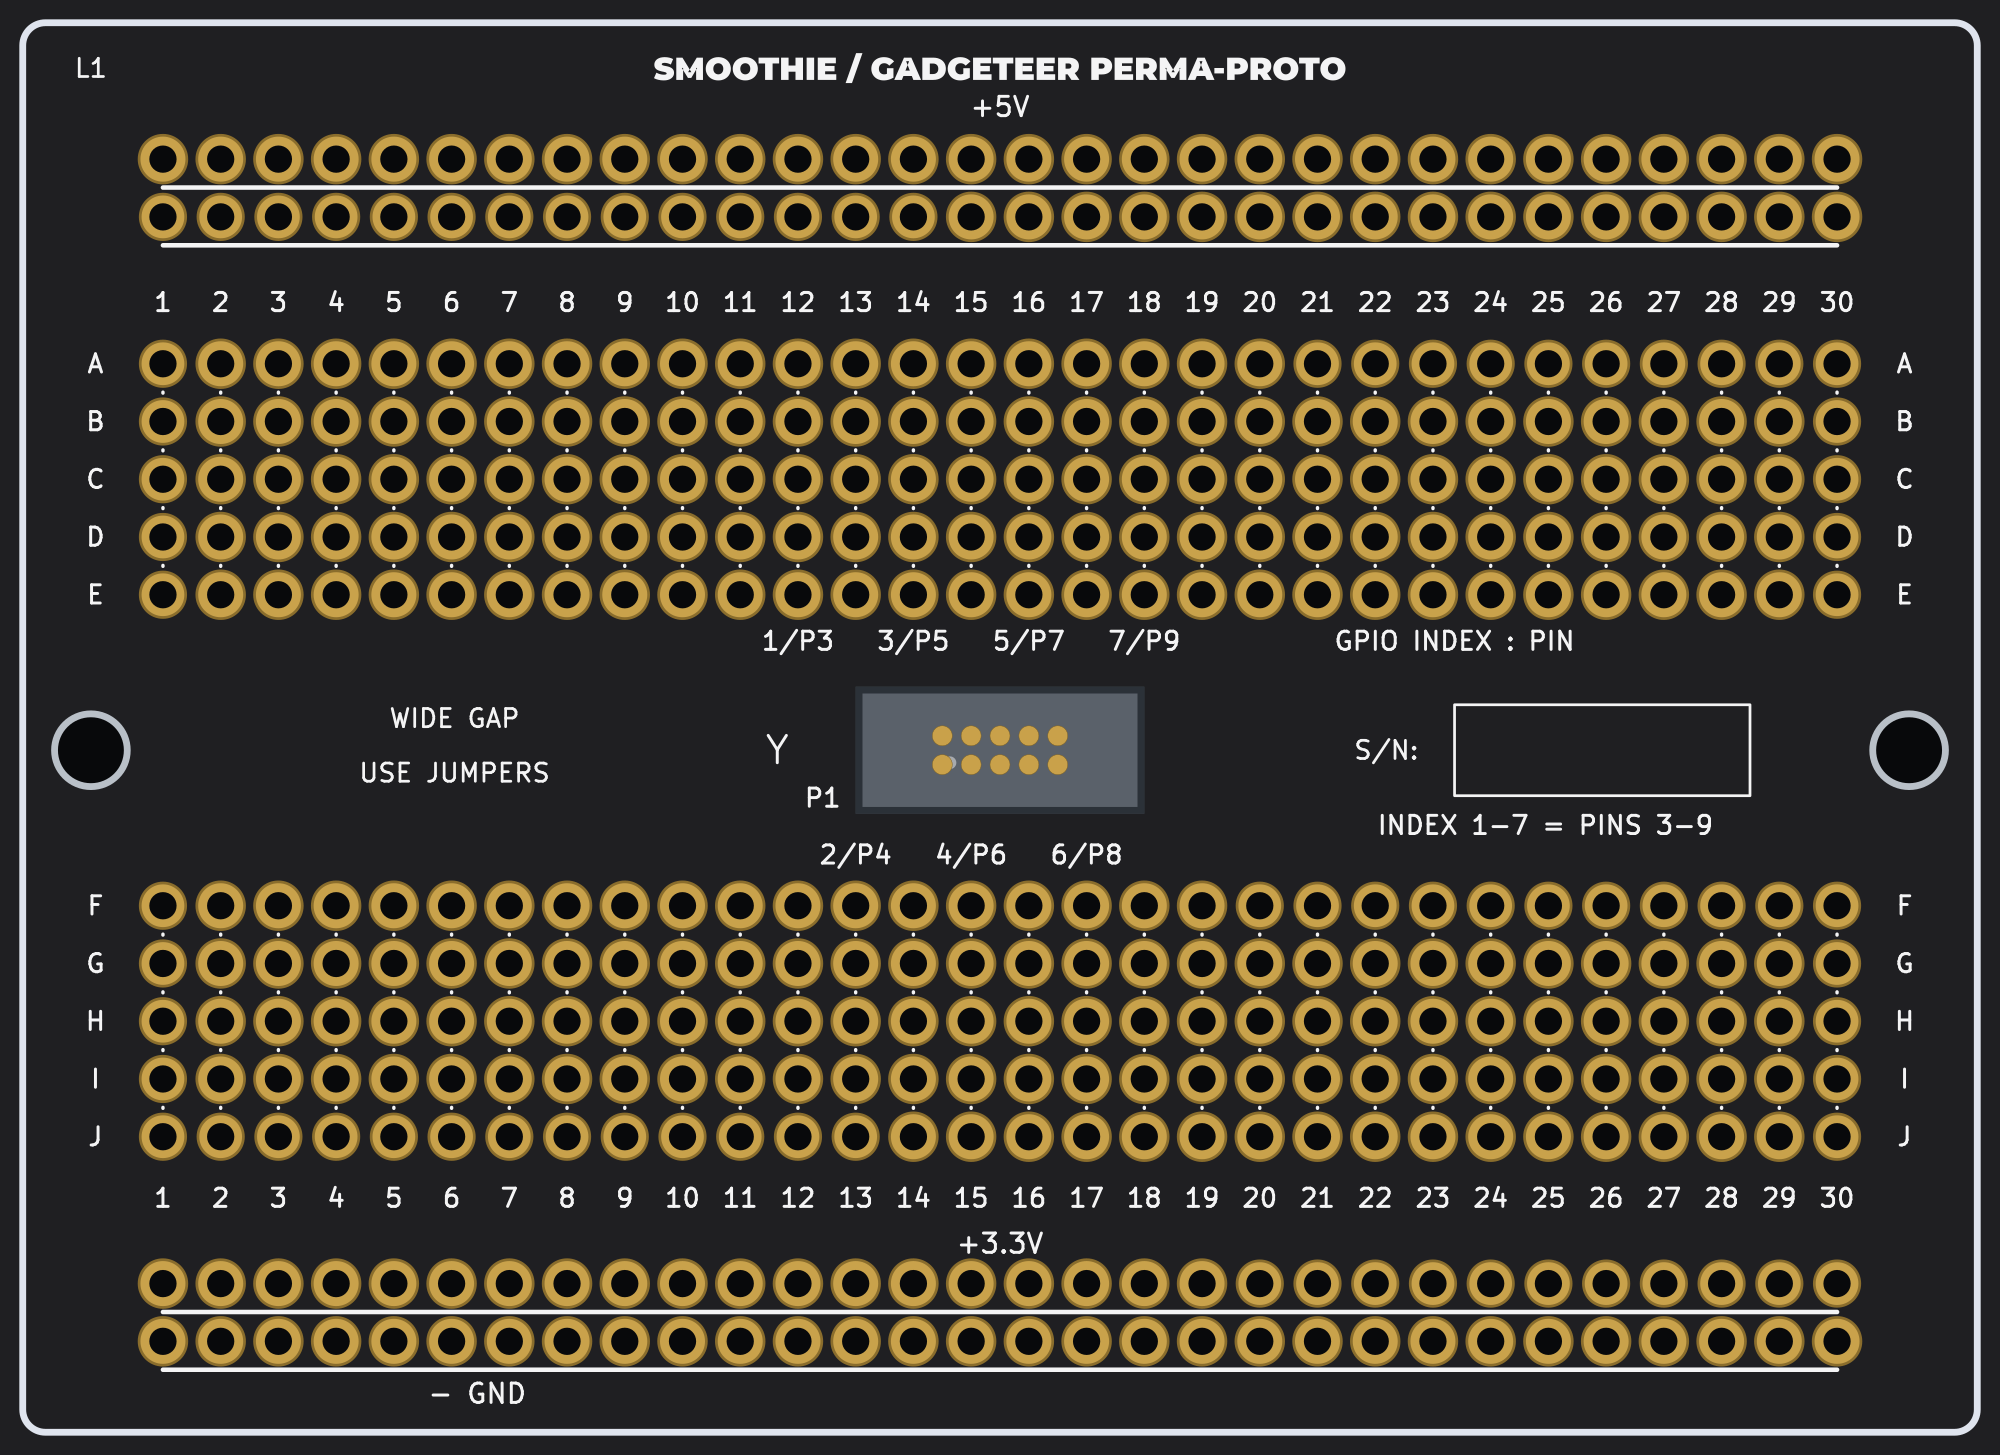 L1
SMOOTHIE / GADGETEER PERMA-PROTO
+5V
1 2 3 4 5 6 7 8 9 10 11 12 13 14 15 16 17 18 19 20 21 22 23 24 25 26 27 28 29 30
A A
B B
C C
D D
E E
1/P3 3/P5 5/P7 7/P9 GPIO INDEX : PIN
WIDE GAP
USE JUMPERS
Y
P1
S/N:
INDEX 1-7 = PINS 3-9
2/P4 4/P6 6/P8
F F
G G
H H
I I
J J
1 2 3 4 5 6 7 8 9 10 11 12 13 14 15 16 17 18 19 20 21 22 23 24 25 26 27 28 29 30
+3.3V
- GND